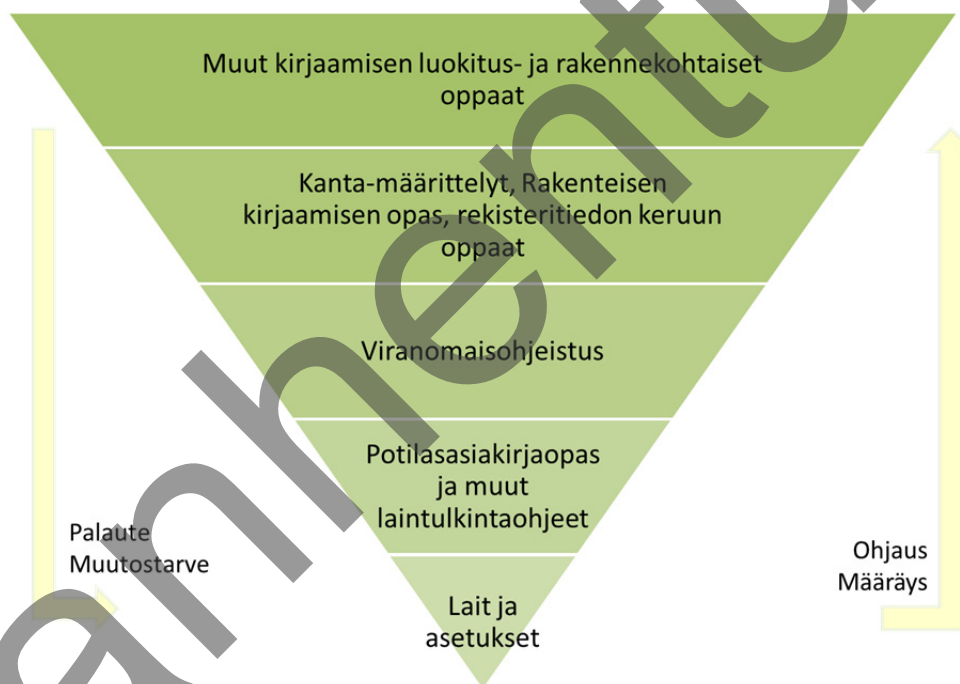 Muut kirjaamisen luokitus- ja rakennekohtaiset
oppaat
Kanta-määrittelyt, Rakenteisen
kirjaamisen opas, rekisteritiedon keruun
oppaat
Viranomaisohjeistus
Potilasasiakirjaopas
ja muut
laintulkintaohjeet
Lait ja
asetukset
Palaute
Muutostarve
Ohjaus
Määräys
anhentu